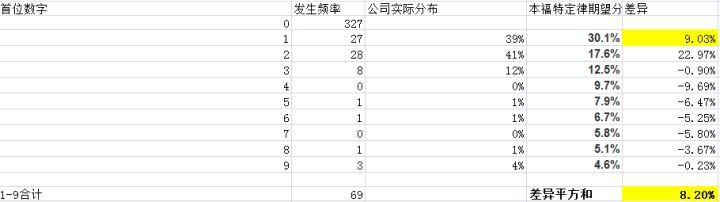 首位数字 发生频率 公司实际分布 本福特定律期望分 差异
0 327
1 27 39% 30.1% 9.03%
2 28 41% 17.6% 22.97%
3 8 12% 12.5% -0.90%
4 0 0% 9.7% -9.69%
5 1 1% 7.9% -6.47%
6 1 1% 6.7% -5.25%
7 0 0% 5.8% -5.80%
8 1 1% 5.1% -3.67%
9 3 4% 4.6% -0.23%
1-9合计 69 差异平方和 8.20%